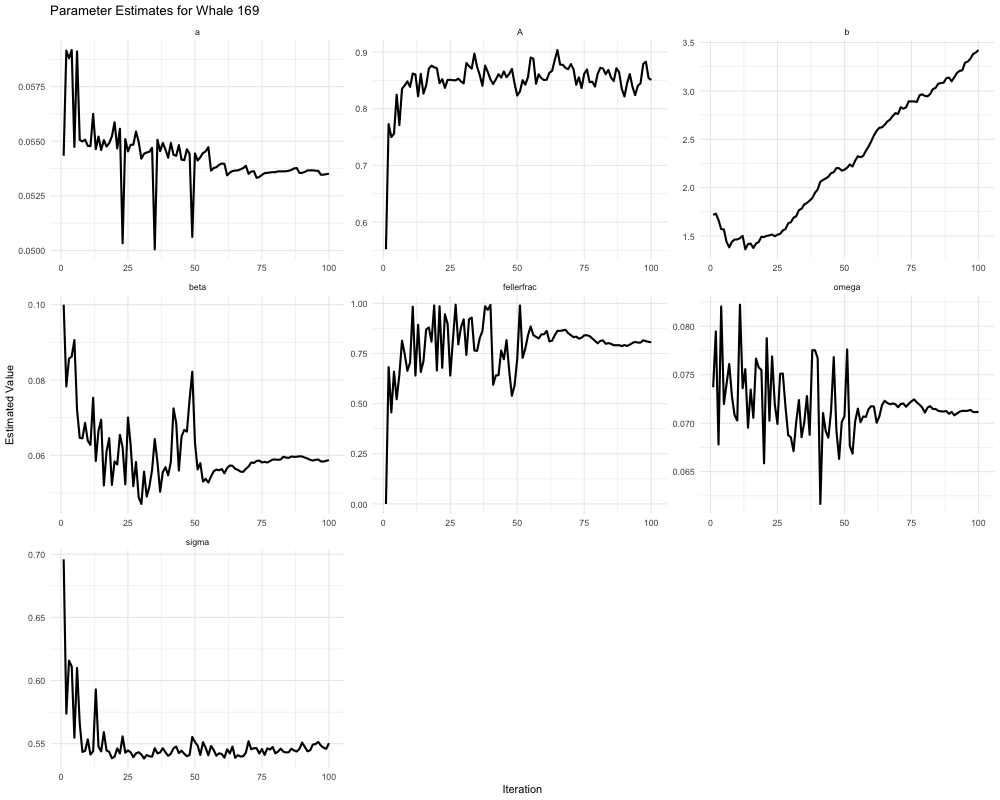 Parameter Estimates for Whale 169
a
A
b
0.0575
0.0550
0.0525
0.0500
0.9
0.8
0.7
0.6
3.5
3.0
2.5
2.0
1.5
0 25 50 75 100
0 25 50 75 100
0 25 50 75 100
beta
fellerfrac
omega
0.10
0.08
0.06
1.00
0.75
0.50
0.25
0.00
0.080
0.075
0.070
0.065
0 25 50 75 100
0 25 50 75 100
0 25 50 75 100
Estimated Value
sigma
0.70
0.65
0.60
0.55
0 25 50 75 100
Iteration